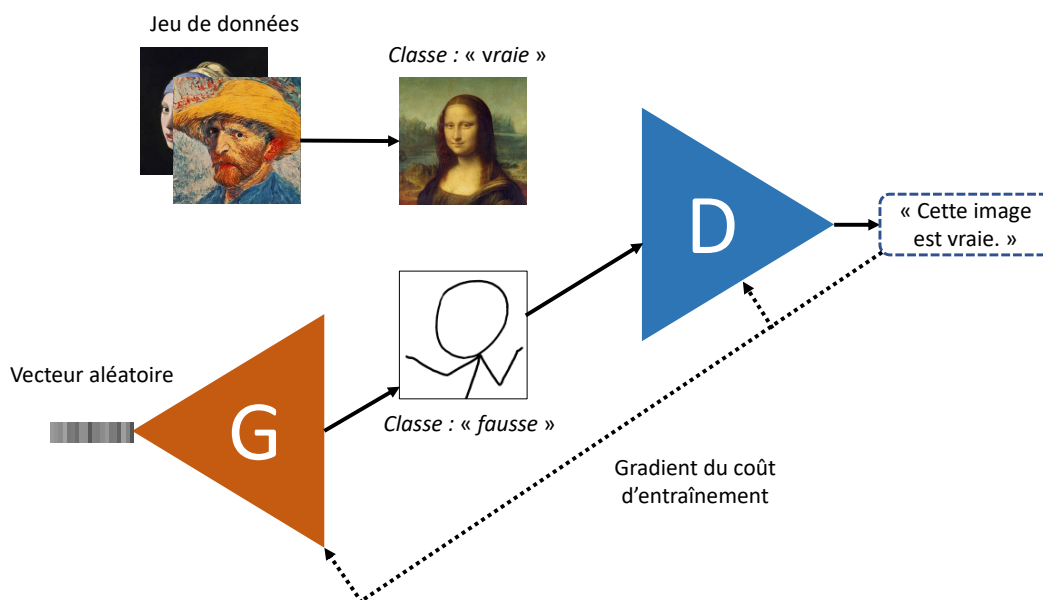 Jeu de données
Classe : « vraie »
D
« Cette image
est vraie. »
Vecteur aléatoire
G
Classe : « fausse »
Gradient du coût
d’entraînement